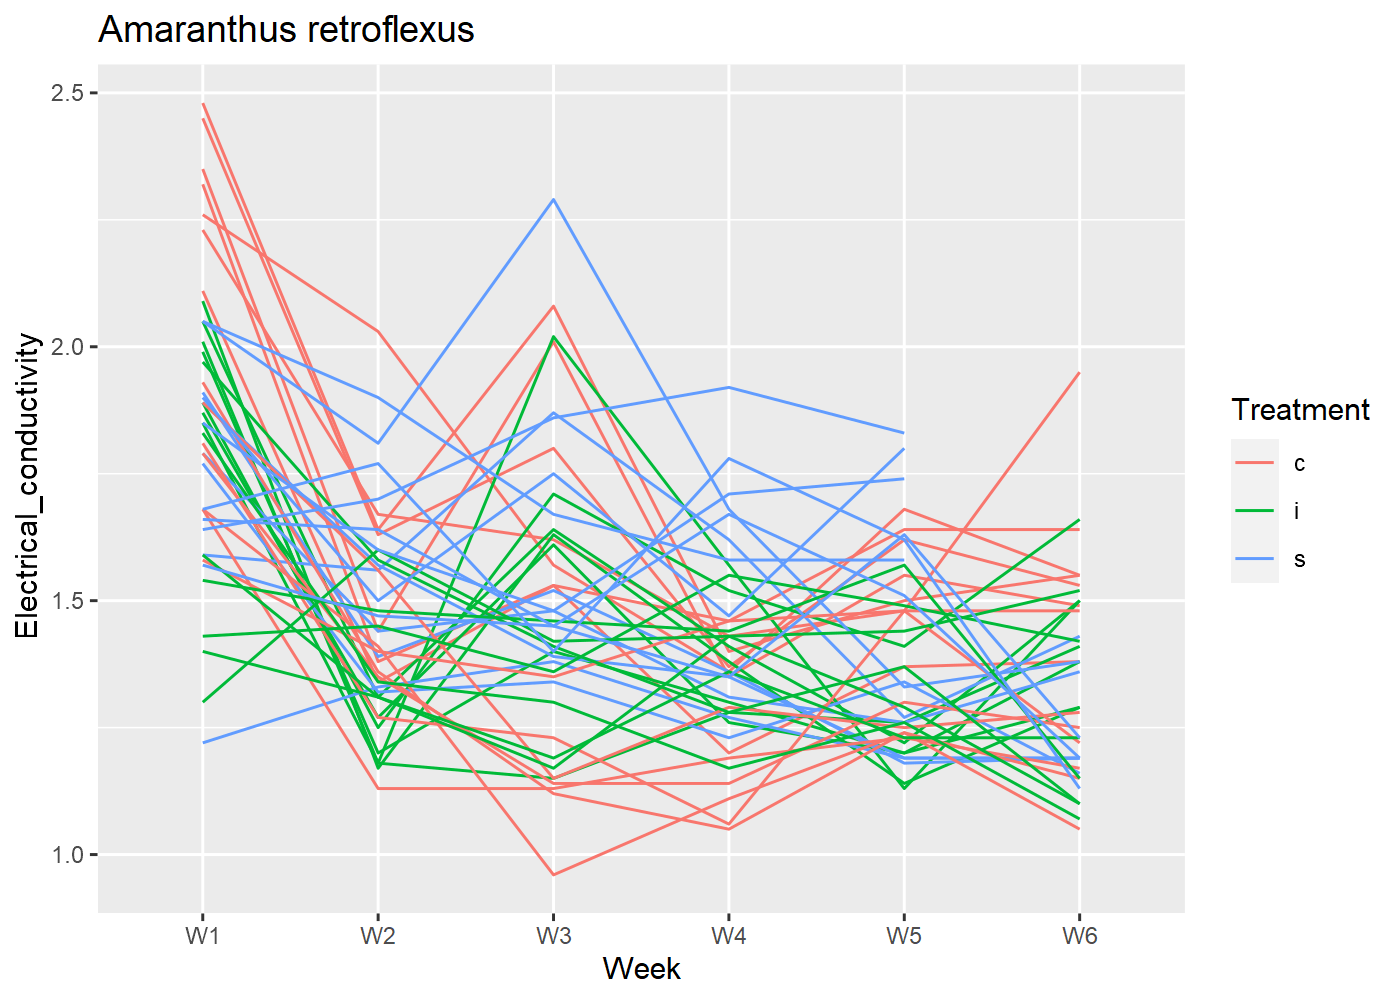 Amaranthus retroflexus
Electrical_conductivity
2.5
2.0
1.5
1.0
W1 W2 W3 W4 W5 W6
Week
Treatment
c
i
s